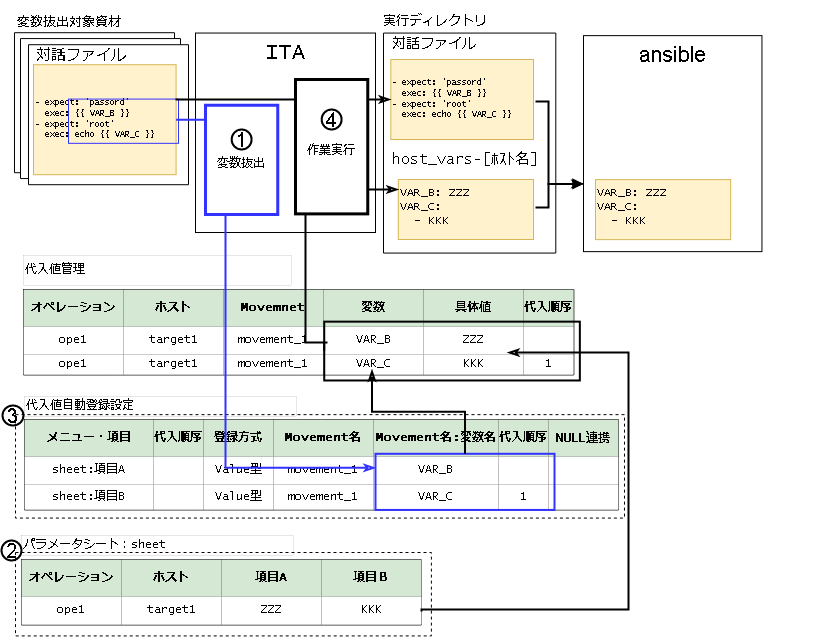 変数抜出対象資材
対話ファイル
- expect: 'passord'
exec: {{ VAR_B }}
- expect: 'root'
exec: echo {{ VAR_C }}
ITA
①
変数抜出
④
作業実行
実行ディレクトリ
対話ファイル
- expect: 'passord'
exec: {{ VAR_B }}
- expect: 'root'
exec: echo {{ VAR_C }}
host_vars-[ﾎｽﾄ名]
VAR_B: ZZZ
VAR_C:
- KKK
ansible
VAR_B: ZZZ
VAR_C:
- KKK
代入値管理
オペレーション ホスト Movemnet 変数 具体値 代入順序
ope1 target1 movement_1 VAR_B ZZZ
ope1 target1 movement_1 VAR_C KKK 1
③
代入値自動登録設定
メニュー・項目 代入順序 登録方式 Movement名 Movement名:変数名 代入順序 NULL連携
sheet:項目A Value型 movement_1 VAR_B
sheet:項目B Value型 movement_1 VAR_C 1
②
パラメータシート：sheet
オペレーション ホスト 項目A 項目B
ope1 target1 ZZZ KKK